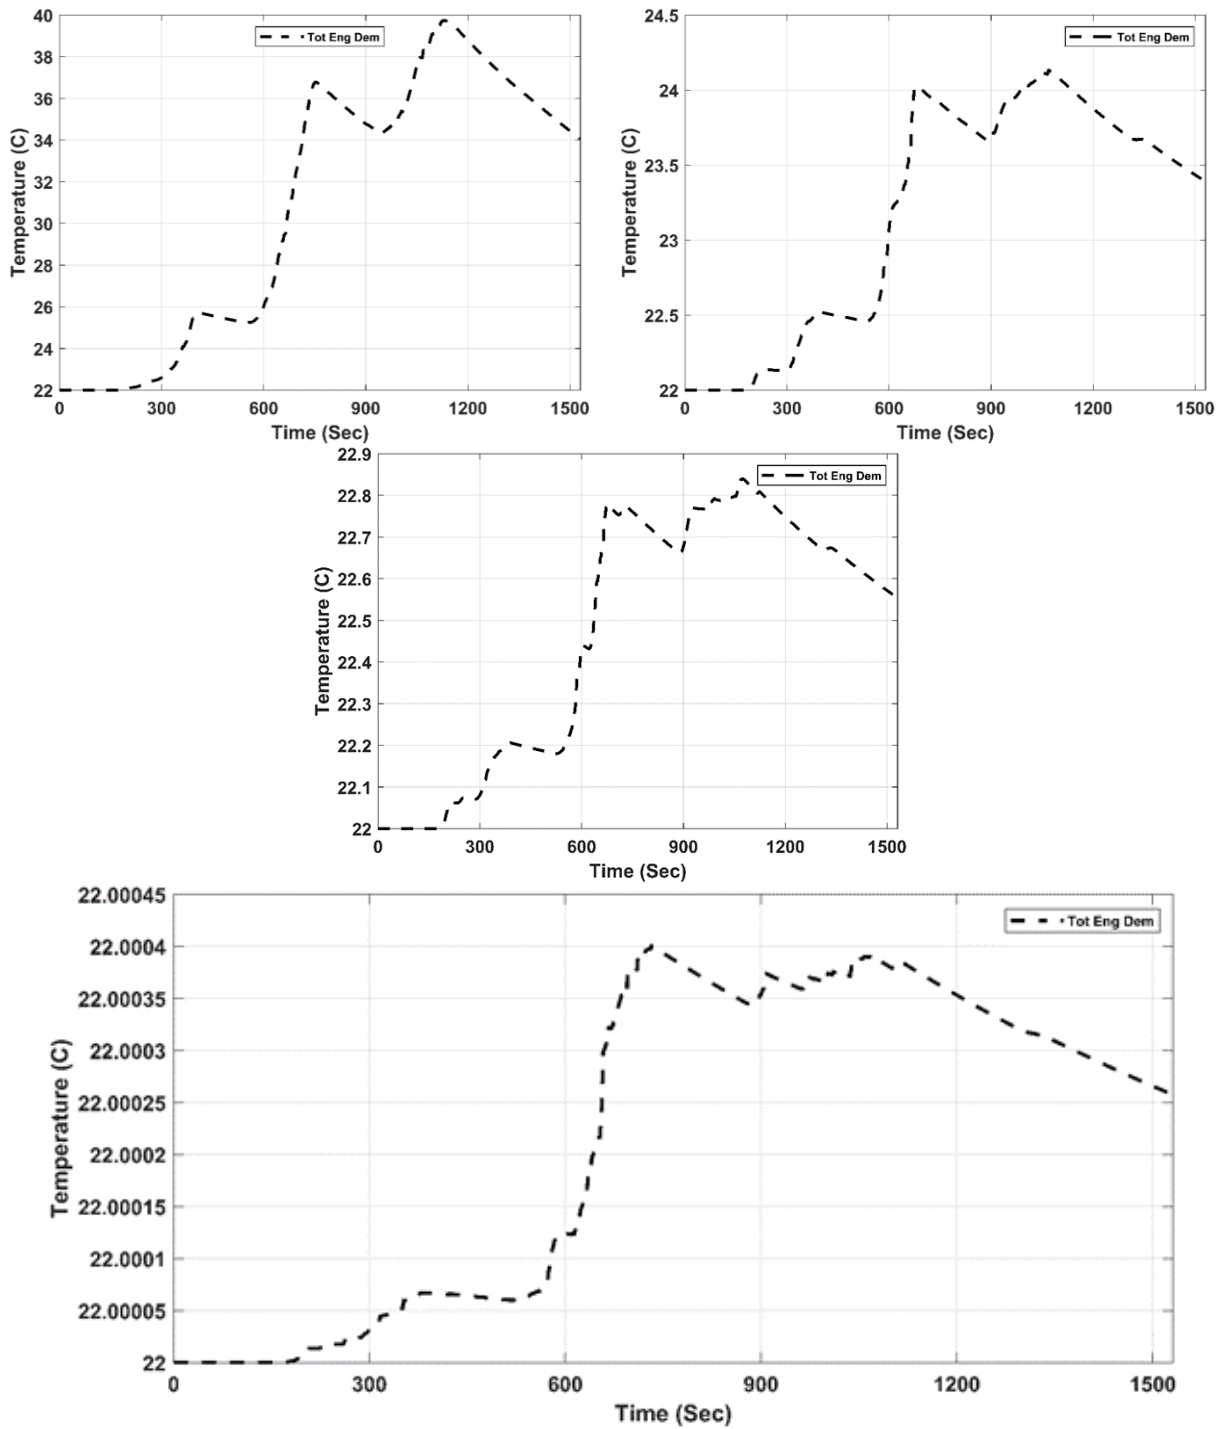 40
38
36
34
32
30
28
26
24
22
Temperature (C)
Tot Eng Dem
0 300 600 900 1200 1500
Time (Sec)
24.5
24
23.5
23
22.5
22
Temperature (C)
Tot Eng Dem
0 300 600 900 1200 1500
Time (Sec)
22.9
22.8
22.7
22.6
22.5
22.4
22.3
22.2
22.1
22
Temperature (C)
Tot Eng Dem
0 300 600 900 1200 1500
Time (Sec)
22.00045
22.0004
22.00035
22.0003
22.00025
22.0002
22.00015
22.0001
22.00005
22
Temperature (C)
Tot Eng Dem
0 300 600 900 1200 1500
Time (Sec)